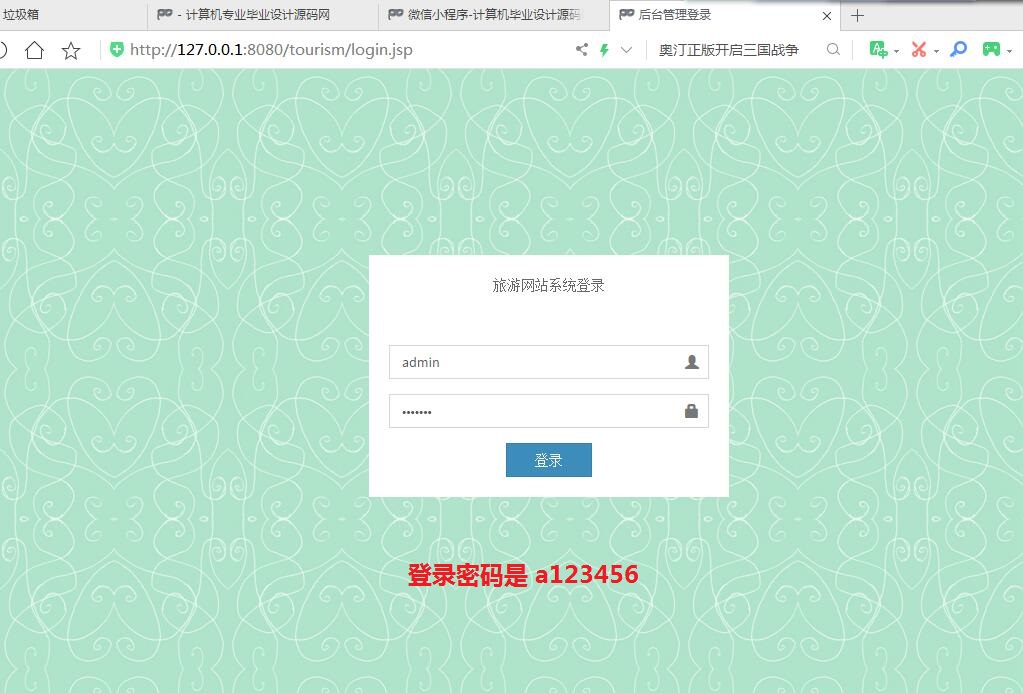 垃圾箱
- 计算机专业毕业设计源码网
微信小程序-计算机毕业设计源码
后台管理登录
http://127.0.0.1:8080/tourism/login.jsp
奥汀正版开启三国战争
旅游网站系统登录
admin
•••••••
登录
登录密码是 a123456